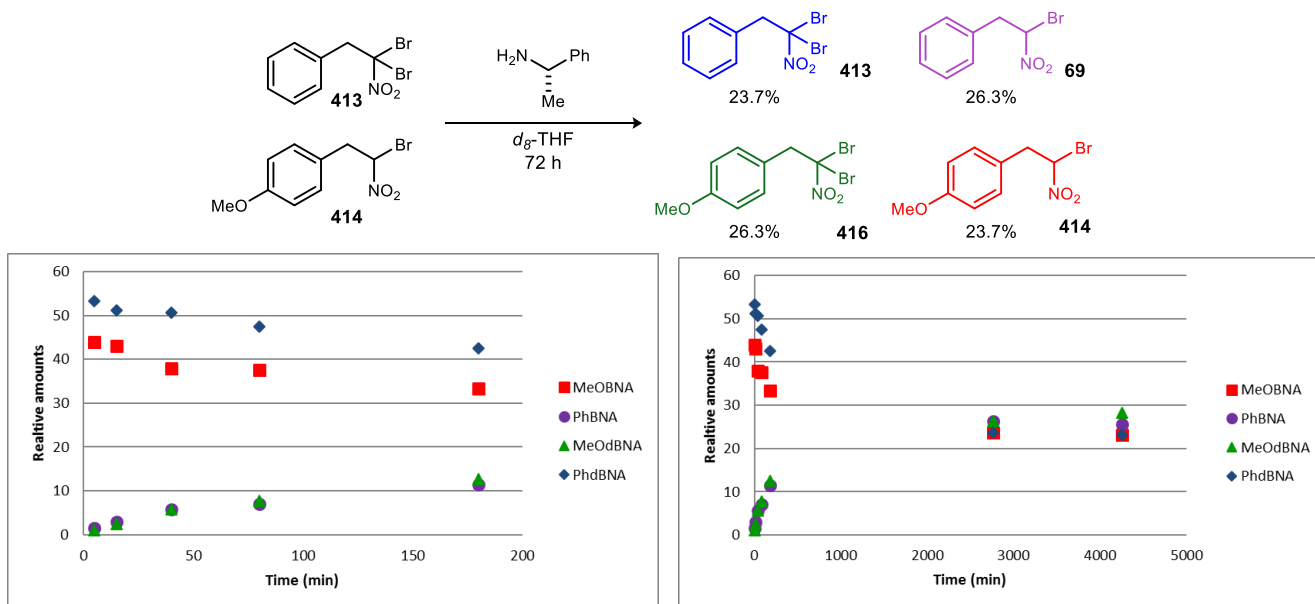 Br
Br
NO2
413
H2N
Ph
Me
d8-THF
72 h
Br
NO2
MeO
414
Br
Br
NO2
413
23.7%
Br
NO2
69
26.3%
Br
Br
NO2
MeO
416
26.3%
Br
NO2
MeO
414
23.7%
60
50
40
30
20
10
0
Realtive amounts
0 50 100 150 200
Time (min)
MeOBNA
PhBNA
MeOdBNA
PhdBNA
60
50
40
30
20
10
0
Realtive amounts
0 1000 2000 3000 4000 5000
Time (min)
MeOBNA
PhBNA
MeOdBNA
PhdBNA